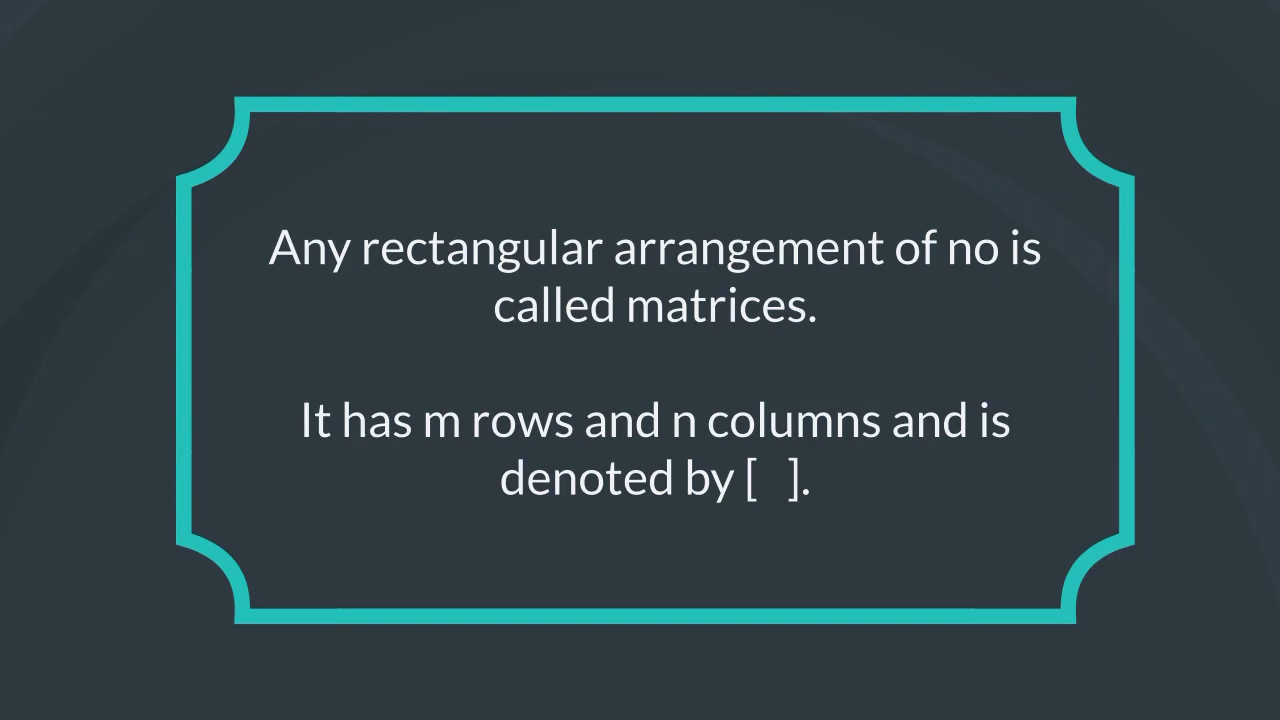 Any rectangular arrangement of no is
called matrices.
It has m rows and n columns and is
denoted by [   ].